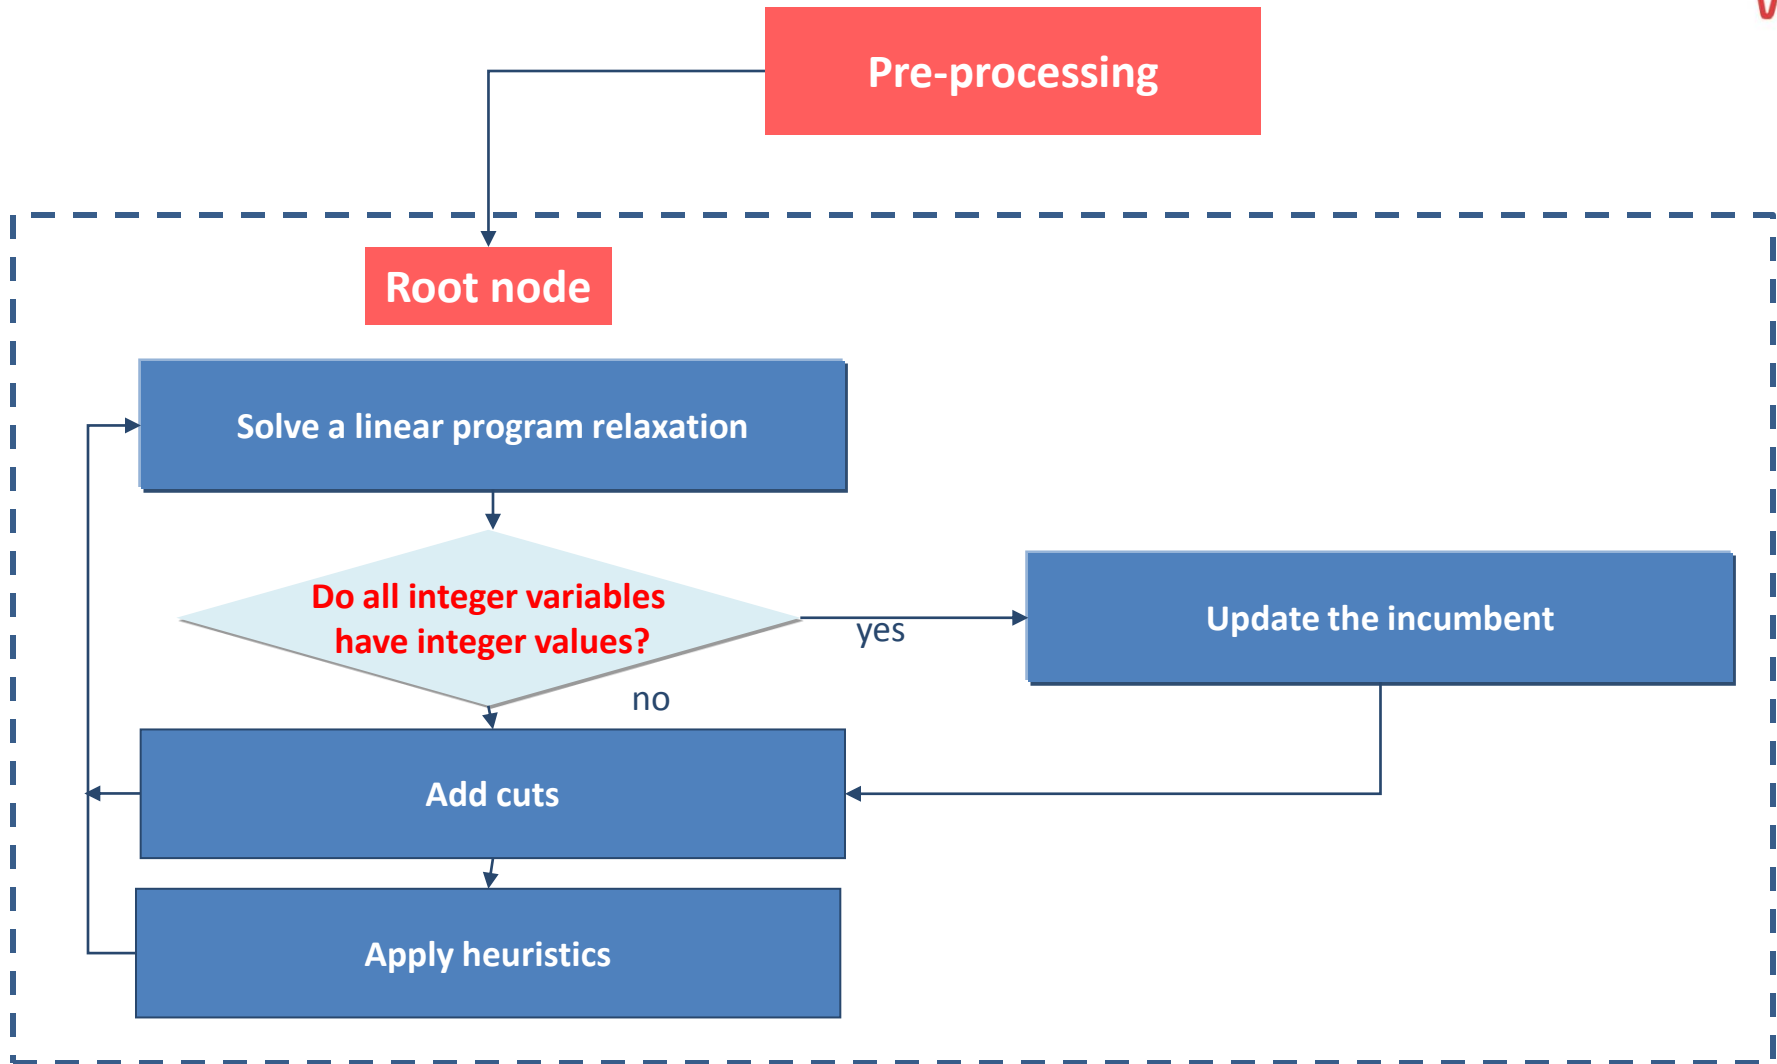 Pre-processing
Root node
Solve a linear program relaxation
Do all integer variables
have integer values?
yes
Update the incumbent
no
Add cuts
Apply heuristics